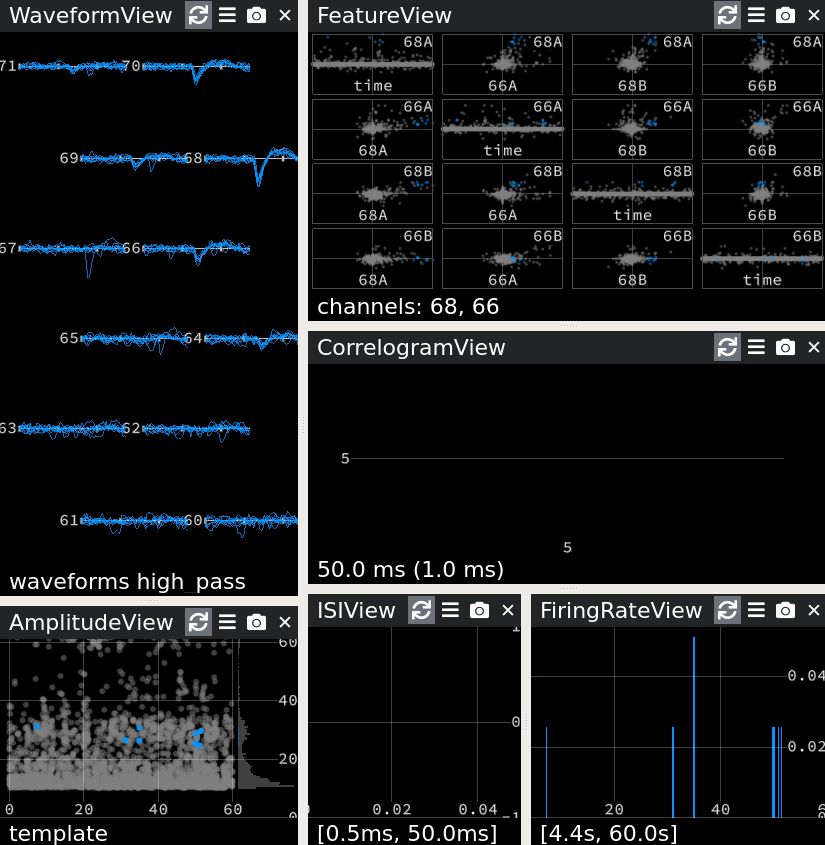 WaveformView
71 70
69 68
67 66
65 64
63 62
61 60
waveforms high_pass
FeatureView
68A 68A 68A 68A
time 66A 68B 66B
66A 66A 66A 66A
68A time 68B 66B
68B 68B 68B 68B
68A 66A time 66B
66B 66B 66B 66B
68A 66A 68B time
channels: 68, 66
CorrelogramView
5
5
50.0 ms (1.0 ms)
AmplitudeView
60
40
20
0 20 40 60 0
template
ISIView
1
0
0 0.02 0.04 -1
[0.5ms, 50.0ms]
FiringRateView
0.04
0.02
20 40 6
[4.4s, 60.0s]